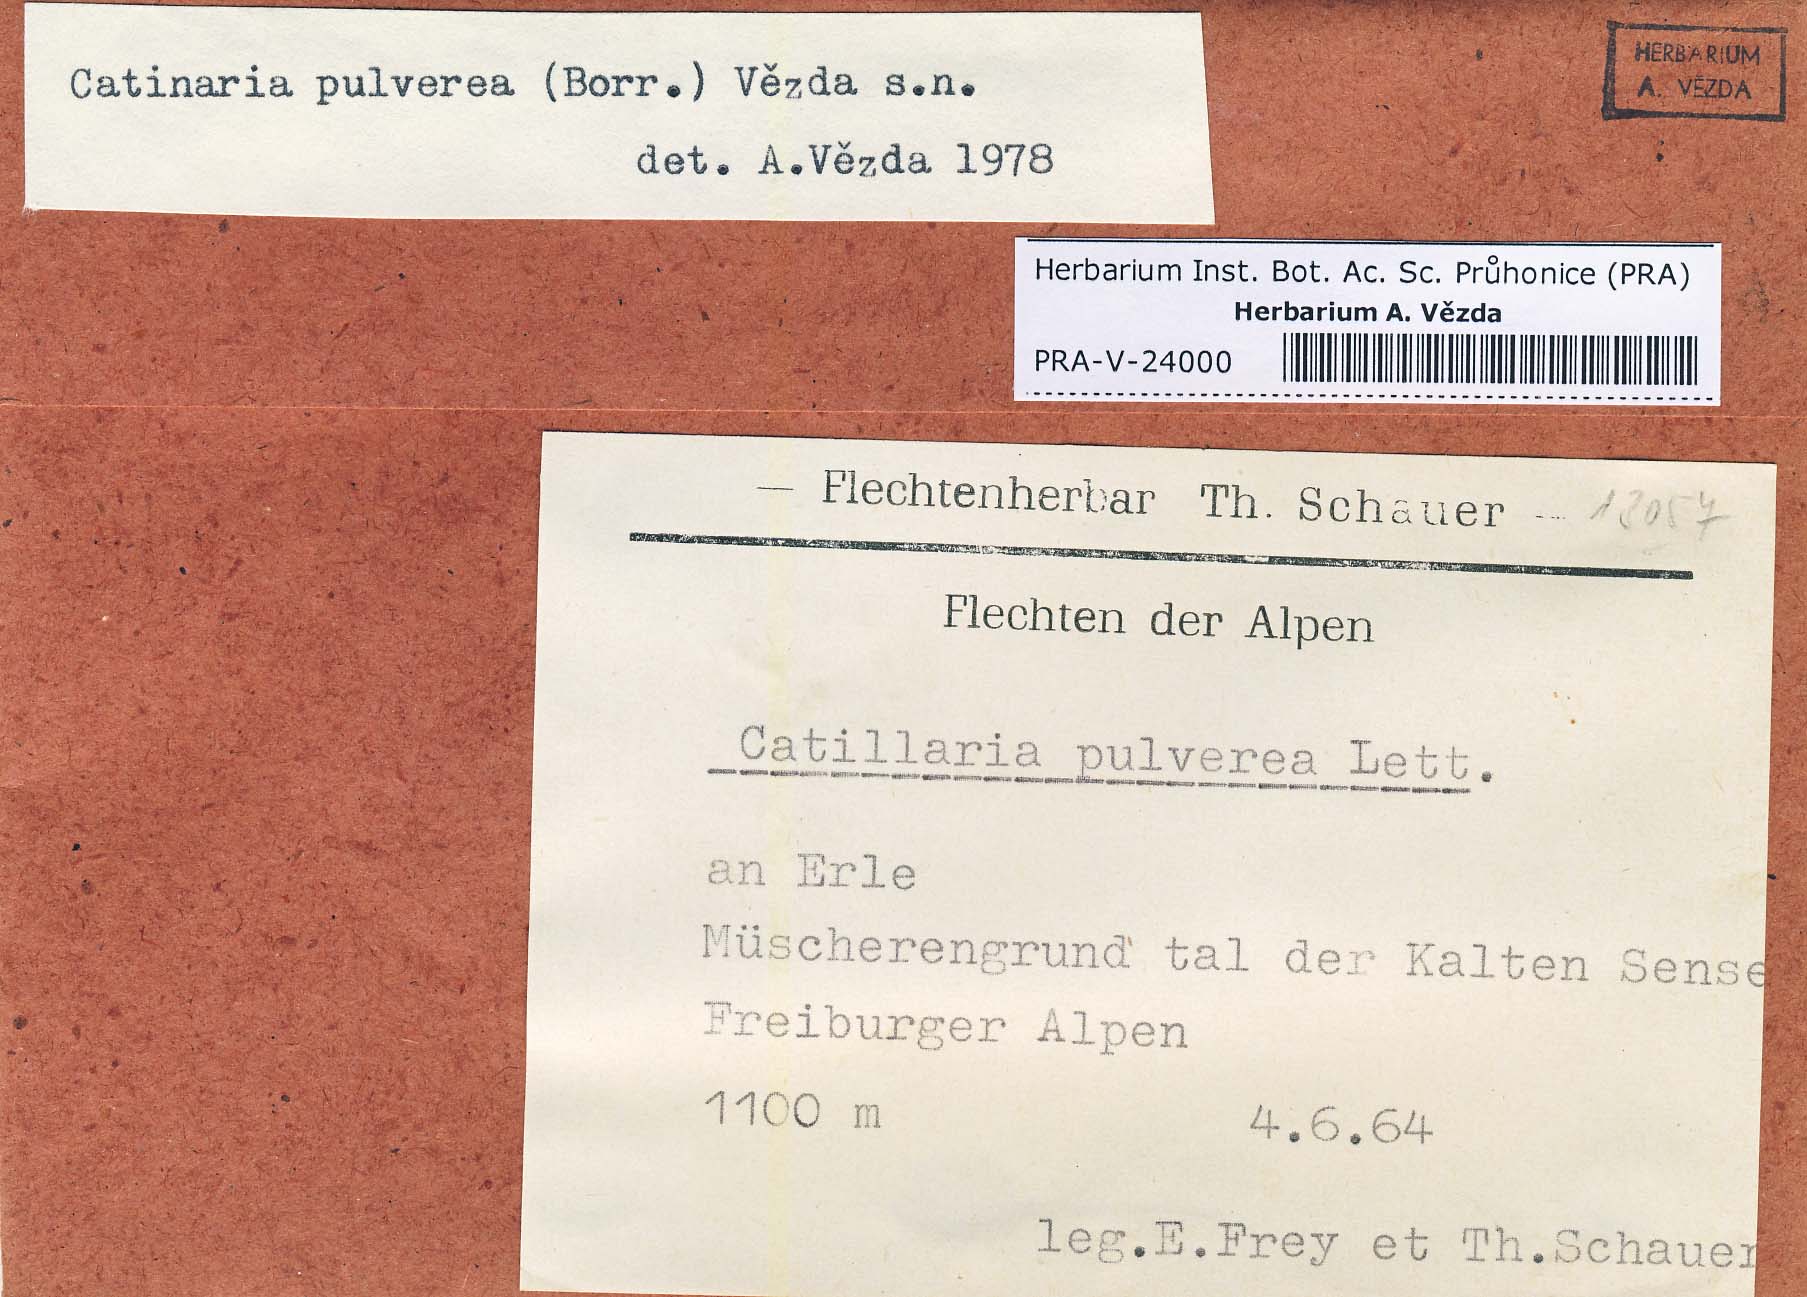 Catinaria pulverea (Borr.) Vězda s.n.
det. A.Vězda 1978
HERBARIUM
A. VĚZDA
Herbarium Inst. Bot. Ac. Sc. Průhonice (PRA)
Herbarium A. Vězda
PRA-V-24000
— Flechtenherbar Th. Schauer — 13057
Flechten der Alpen
Catillaria pulverea Lett.
an Erle
Müscherengrund tal der Kalten Sense
Freiburger Alpen
1100 m 4.6.64
leg.E.Frey et Th.Schauer